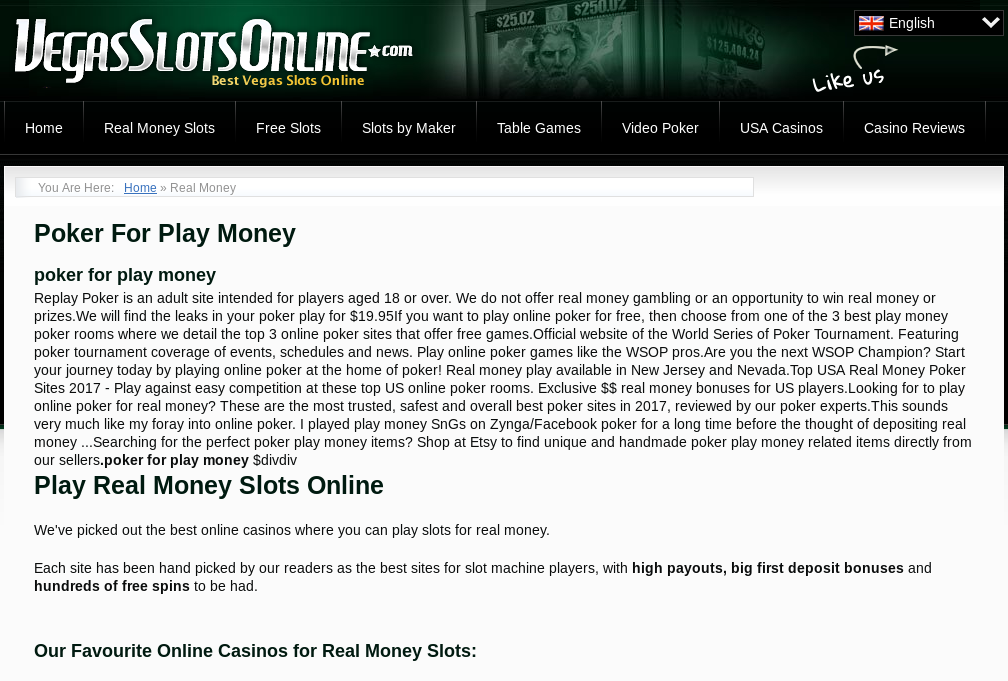 VegasSlotsOnline.com
Best Vegas Slots Online
$25.02
$250.02
$125,484.24
English
Like us
Home
Real Money Slots
Free Slots
Slots by Maker
Table Games
Video Poker
USA Casinos
Casino Reviews
You Are Here: Home » Real Money
Poker For Play Money
poker for play money
Replay Poker is an adult site intended for players aged 18 or over. We do not offer real money gambling or an opportunity to win real money or
prizes.We will find the leaks in your poker play for $19.95If you want to play online poker for free, then choose from one of the 3 best play money
poker rooms where we detail the top 3 online poker sites that offer free games.Official website of the World Series of Poker Tournament. Featuring
poker tournament coverage of events, schedules and news. Play online poker games like the WSOP pros.Are you the next WSOP Champion? Start
your journey today by playing online poker at the home of poker! Real money play available in New Jersey and Nevada.Top USA Real Money Poker
Sites 2017 - Play against easy competition at these top US online poker rooms. Exclusive $$ real money bonuses for US players.Looking for to play
online poker for real money? These are the most trusted, safest and overall best poker sites in 2017, reviewed by our poker experts.This sounds
very much like my foray into online poker. I played play money SnGs on Zynga/Facebook poker for a long time before the thought of depositing real
money ...Searching for the perfect poker play money items? Shop at Etsy to find unique and handmade poker play money related items directly from
our sellers.poker for play money $divdiv
Play Real Money Slots Online
We've picked out the best online casinos where you can play slots for real money.
Each site has been hand picked by our readers as the best sites for slot machine players, with high payouts, big first deposit bonuses and
hundreds of free spins to be had.
Our Favourite Online Casinos for Real Money Slots: